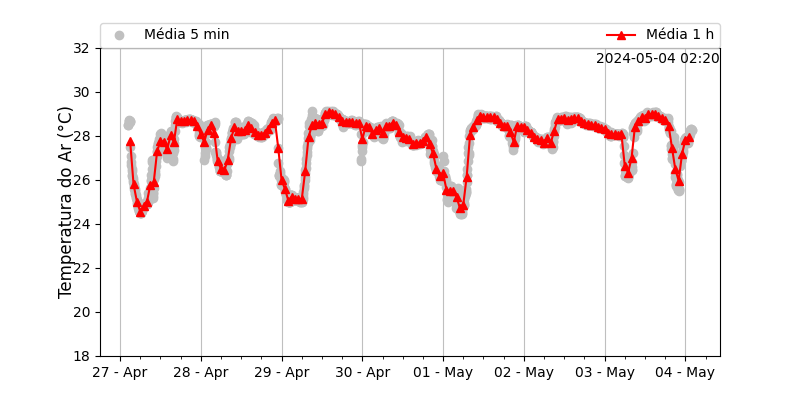 Média 5 min
Média 1 h
2024-05-04 02:20
Temperatura do Ar (°C)
32
30
28
26
24
22
20
18
27 - Apr
28 - Apr
29 - Apr
30 - Apr
01 - May
02 - May
03 - May
04 - May